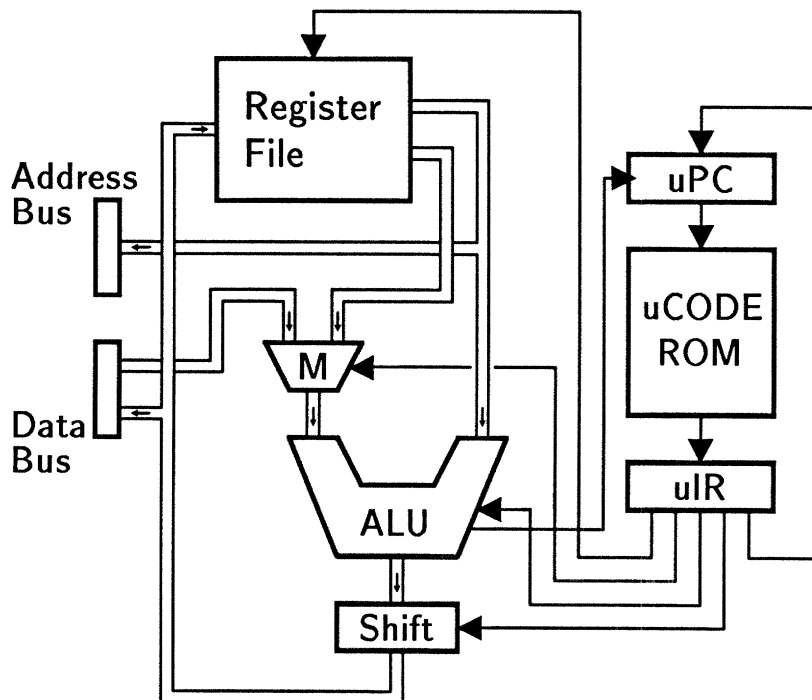 Register
File
Address
Bus
uPC
uCODE
ROM
M
Data
Bus
uIR
ALU
Shift